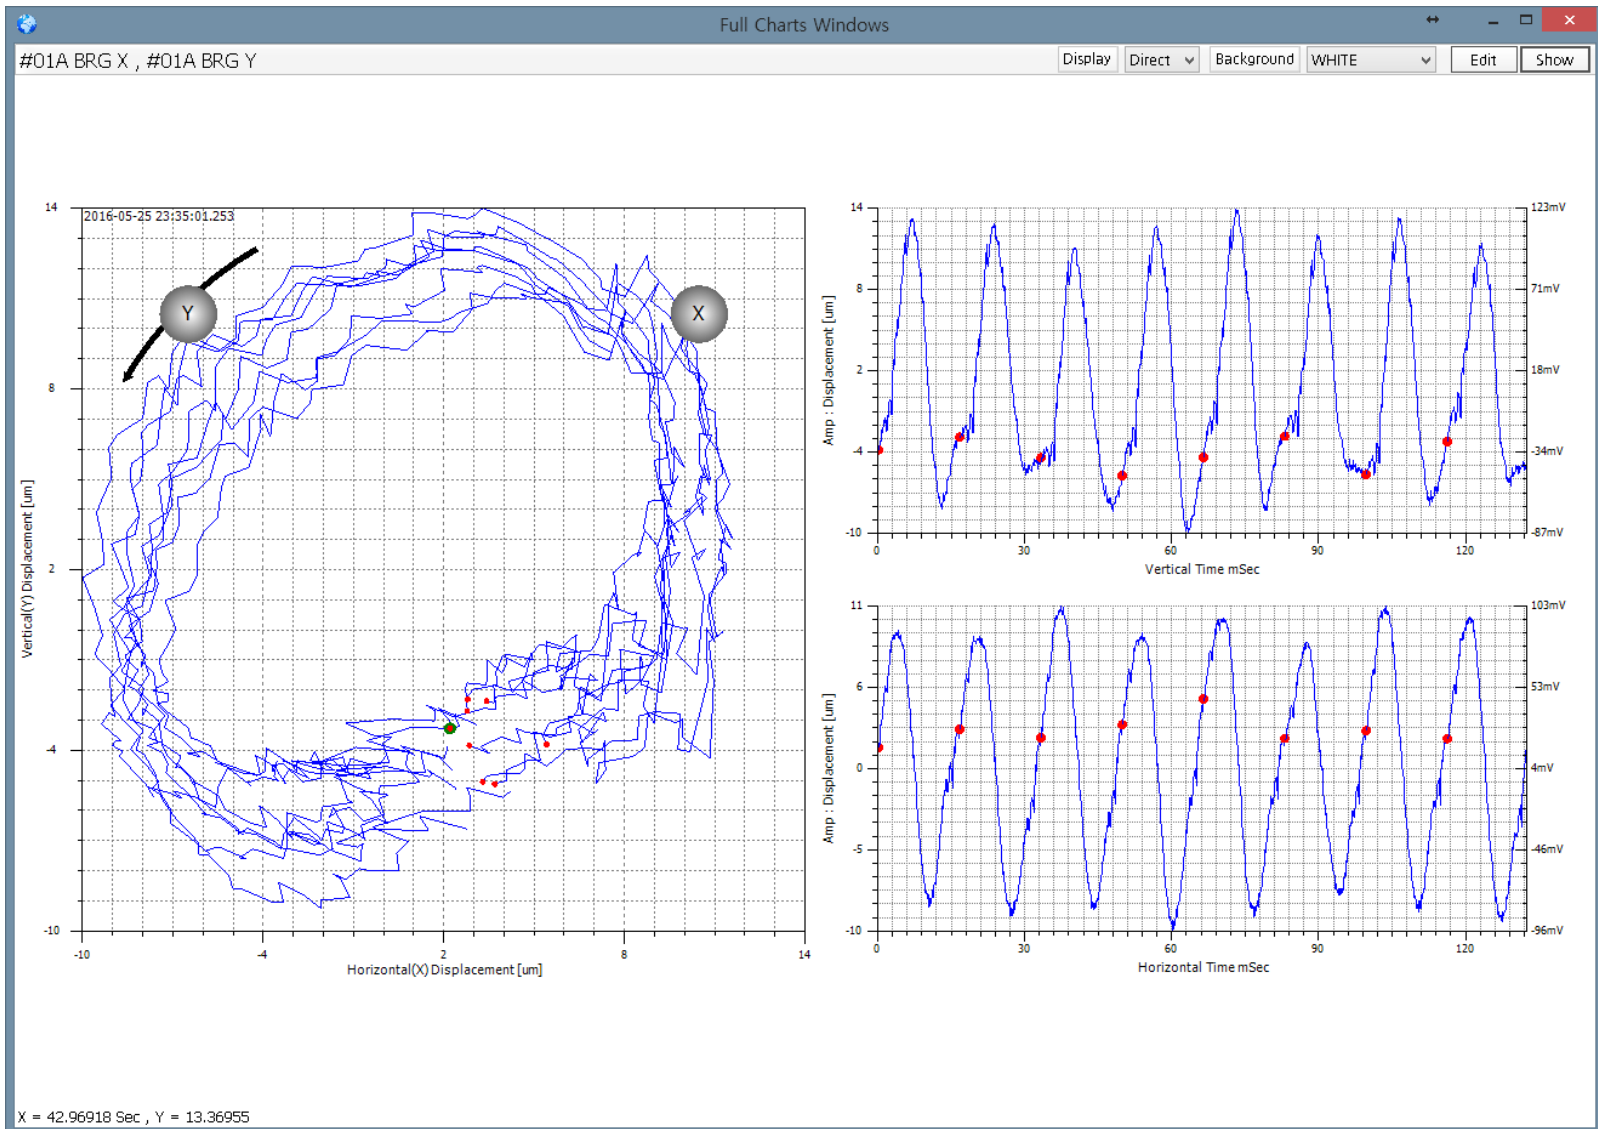 Full Charts Windows
#01A BRG X , #01A BRG Y
Display Direct Background WHITE Edit Show
2016-05-25 23:35:01.253
Y
X
14
8
2
-4
-10
Vertical(Y) Displacement [um]
-10 -4 2 8 14
Horizontal(X) Displacement [um]
14
8
2
-4
-10
Amp : Displacement [um]
123mV
71mV
18mV
-34mV
-87mV
0 30 60 90 120
Vertical Time mSec
11
6
0
-5
-10
Amp : Displacement [um]
103mV
53mV
4mV
-46mV
-96mV
0 30 60 90 120
Horizontal Time mSec
X = 42.96918 Sec , Y = 13.36955